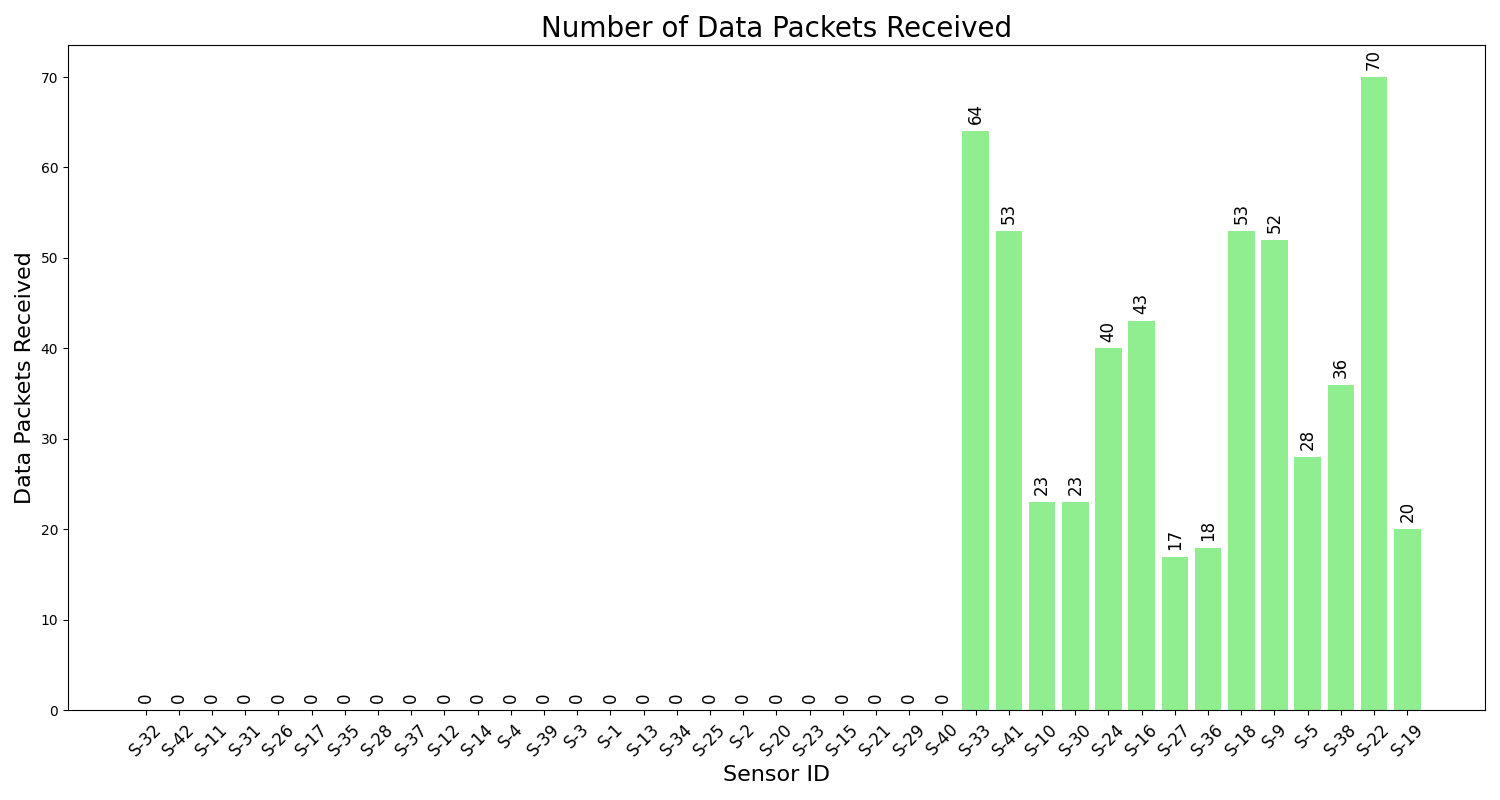 Number of Data Packets Received
Data Packets Received
70
60
50
40
30
20
10
0
0 0 0 0 0 0 0 0 0 0 0 0 0 0 0 0 0 0 0 0 0 0 0 0 0 64 53 23 23 40 43 17 18 53 52 28 36 70 20
S-32 S-42 S-11 S-31 S-26 S-17 S-35 S-28 S-37 S-12 S-14 S-4 S-39 S-3 S-1 S-13 S-34 S-25 S-2 S-20 S-23 S-15 S-21 S-29 S-40 S-33 S-41 S-10 S-30 S-24 S-16 S-27 S-36 S-18 S-9 S-5 S-38 S-22 S-19
Sensor ID